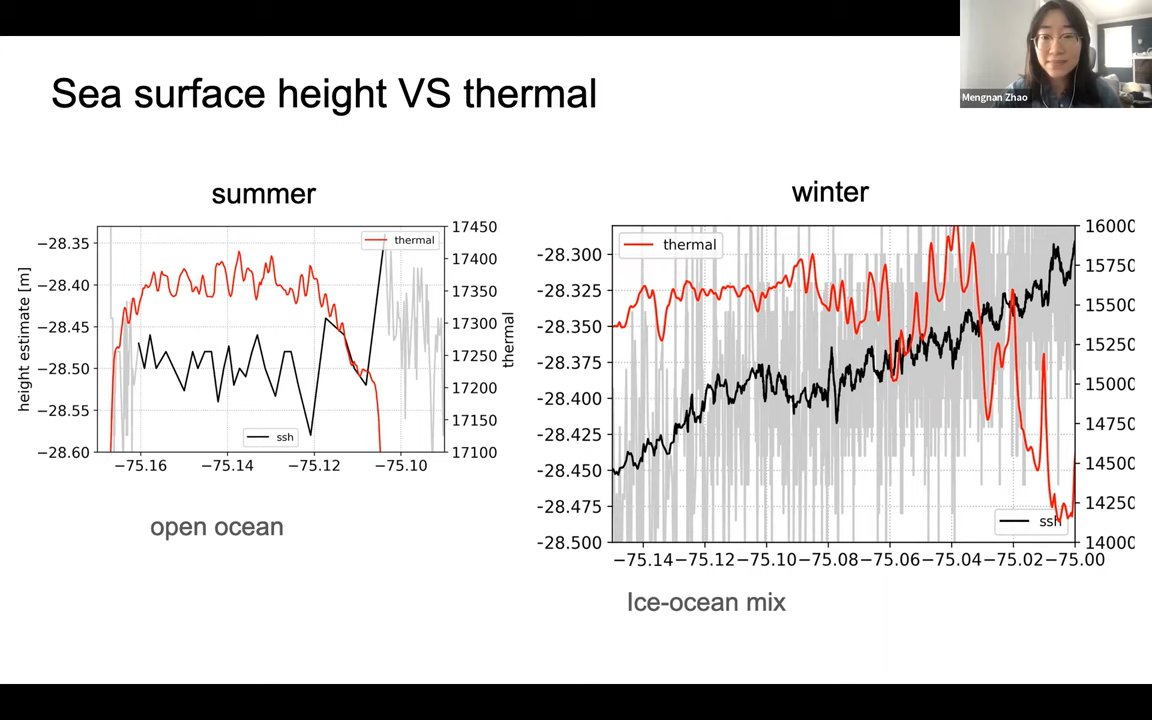 Mengnan Zhao
Sea surface height VS thermal
summer
height estimate [m]
−28.35
−28.40
−28.45
−28.50
−28.55
−28.60
thermal
ssh
17450
17400
17350
17300
17250
17200
17150
17100
thermal
−75.16 −75.14 −75.12 −75.10
open ocean
winter
-28.300
-28.325
-28.350
-28.375
-28.400
-28.425
-28.450
-28.475
-28.500
thermal
ssh
16000
15750
15500
15250
15000
14750
14500
14250
14000
−75.14 −75.12 −75.10 −75.08 −75.06 −75.04 −75.02 −75.00
Ice-ocean mix